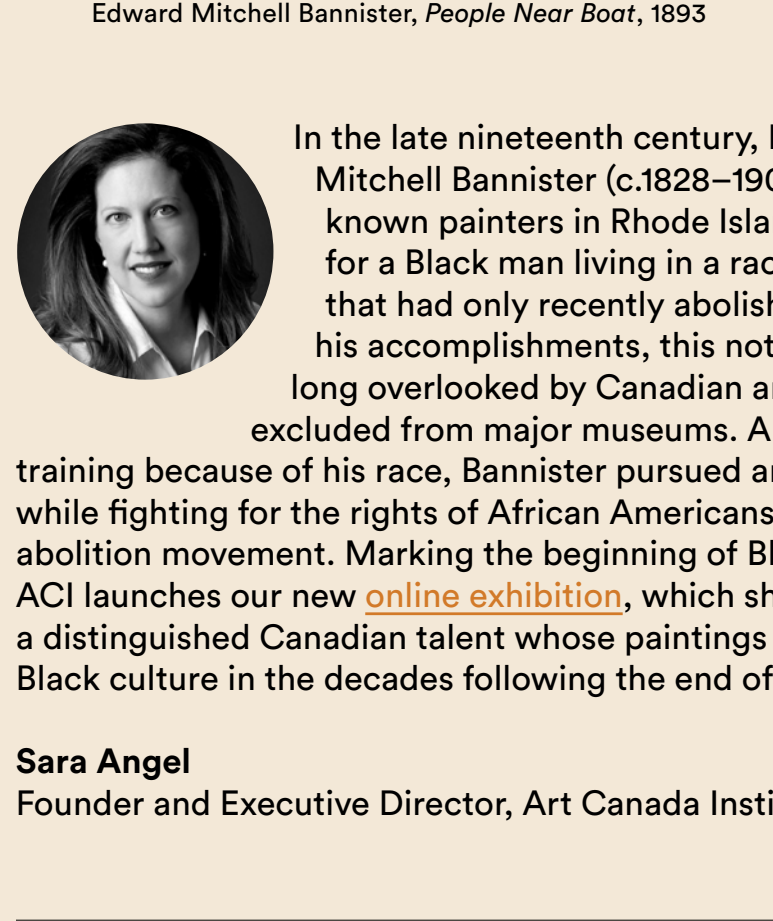 Edward Mitchell Bannister, People Near Boat, 1893
In the late nineteenth century,
Mitchell Bannister (c.1828–190
known painters in Rhode Isla
for a Black man living in a rac
that had only recently abolish
his accomplishments, this not
long overlooked by Canadian a
excluded from major museums. A
training because of his race, Bannister pursued a
while fighting for the rights of African Americans
abolition movement. Marking the beginning of Bl
ACI launches our new online exhibition, which sh
a distinguished Canadian talent whose paintings
Black culture in the decades following the end of
Sara Angel
Founder and Executive Director, Art Canada Insti